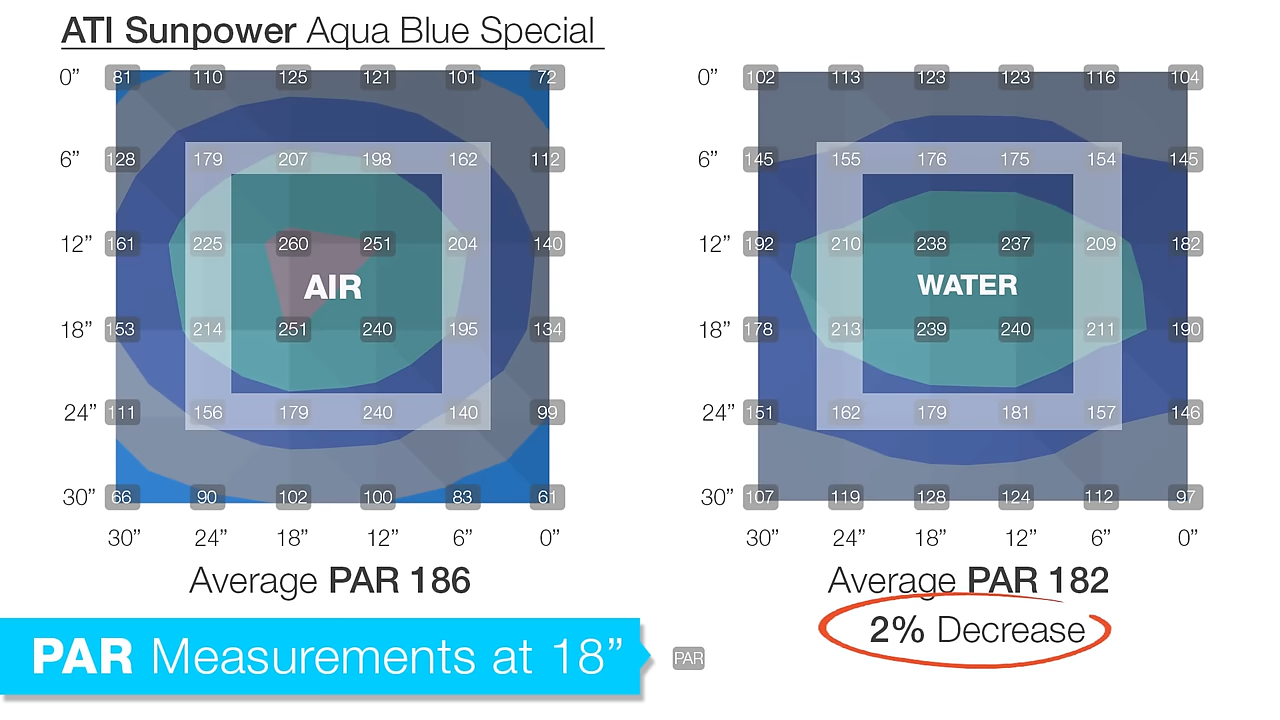 ATI Sunpower Aqua Blue Special
0” 81 110 125 121 101 72
6” 128 179 207 198 162 112
12” 161 225 260 251 204 140
AIR
18” 153 214 251 240 195 134
24” 111 156 179 240 140 99
30” 66 90 102 100 83 61
30” 24” 18” 12” 6” 0”
Average PAR 186
0” 102 113 123 123 116 104
6” 145 155 176 175 154 145
12” 192 210 238 237 209 182
WATER
18” 178 213 239 240 211 190
24” 151 162 179 181 157 146
30” 107 119 128 124 112 97
30” 24” 18” 12” 6” 0”
Average PAR 182
2% Decrease
PAR Measurements at 18”
PAR